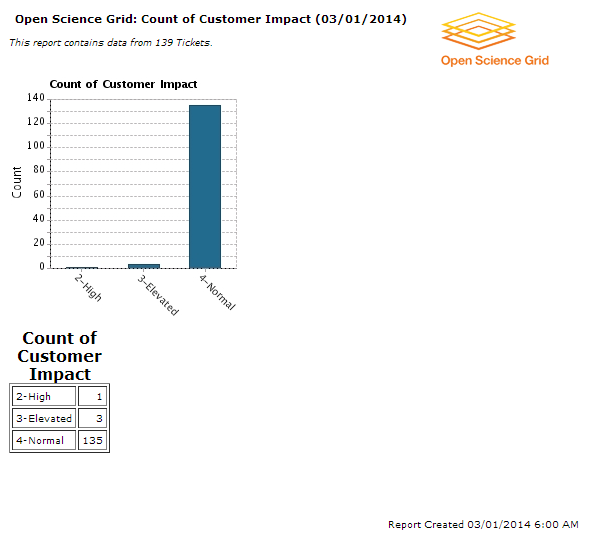 Open Science Grid: Count of Customer Impact (03/01/2014)
This report contains data from 139 Tickets.
Open Science Grid
Count of Customer Impact
140
120
100
80
60
40
20
0
Count
2-High
3-Elevated
4-Normal
Count of
Customer
Impact
2-High 1
3-Elevated 3
4-Normal 135
Report Created 03/01/2014 6:00 AM